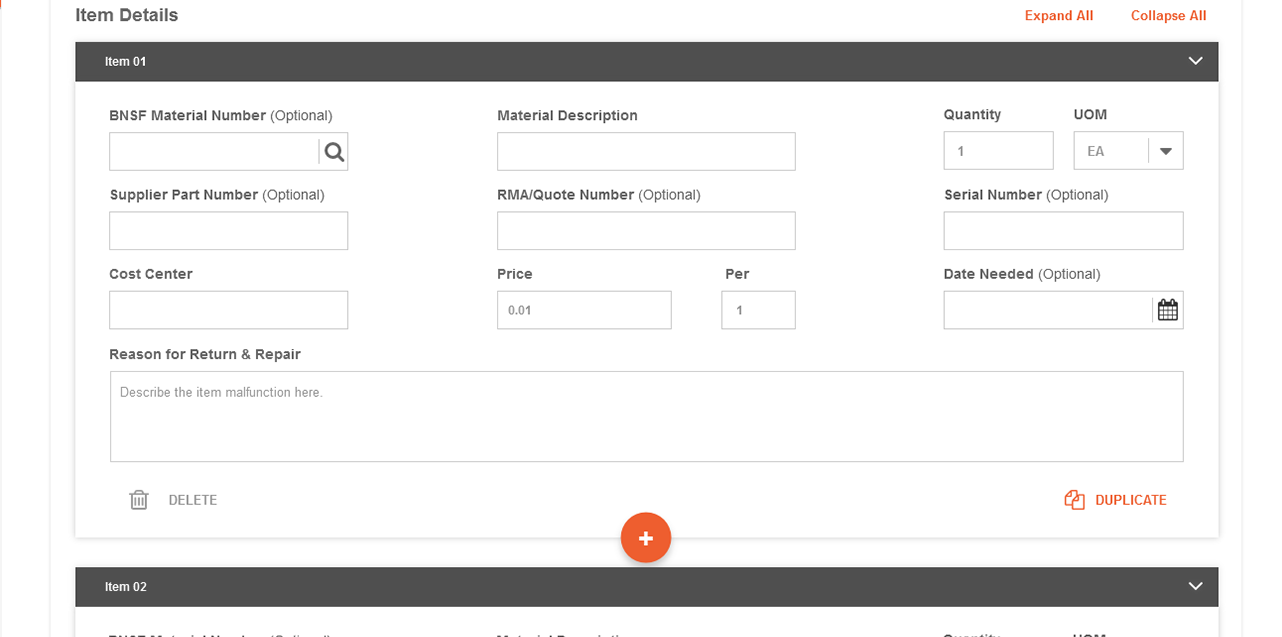 Item Details Expand All Collapse All
Item 01
BNSF Material Number (Optional) Material Description Quantity UOM
1 EA
Supplier Part Number (Optional) RMA/Quote Number (Optional) Serial Number (Optional)
Cost Center Price Per Date Needed (Optional)
0.01 1
Reason for Return & Repair
Describe the item malfunction here.
DELETE DUPLICATE
+
Item 02